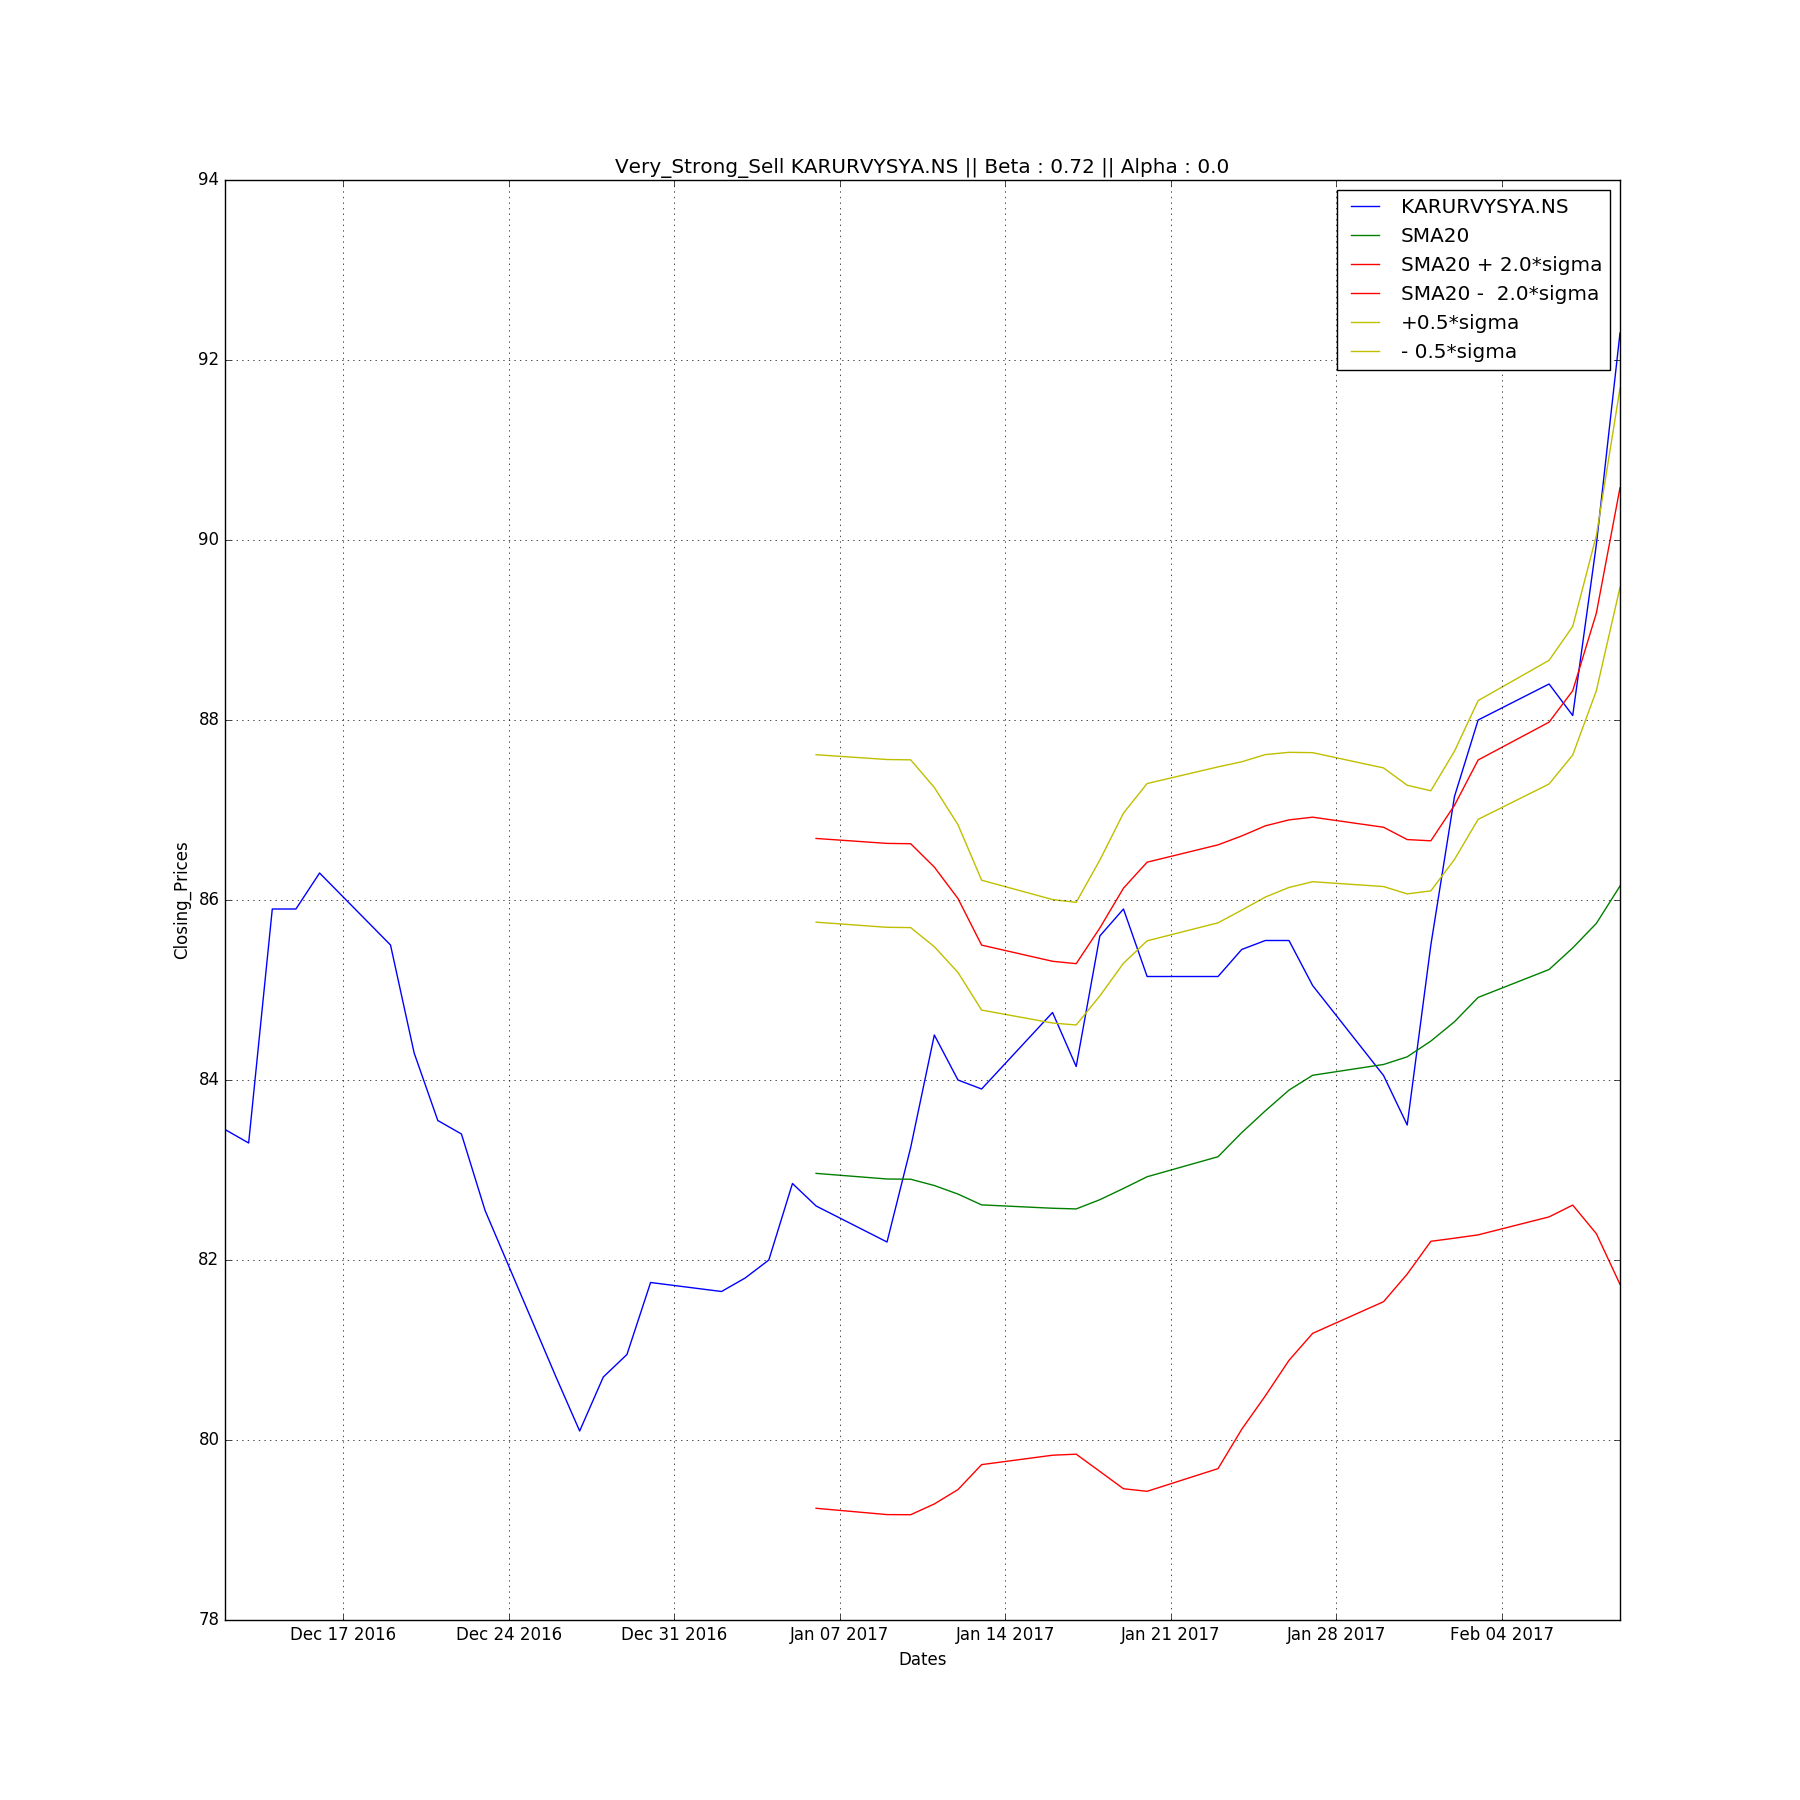 Very_Strong_Sell KARURVYSYA.NS || Beta : 0.72 || Alpha : 0.0
94
92
90
88
86
84
82
80
78
Closing_Prices
KARURVYSYA.NS
SMA20
SMA20 + 2.0*sigma
SMA20 -  2.0*sigma
+0.5*sigma
- 0.5*sigma
Dec 17 2016
Dec 24 2016
Dec 31 2016
Jan 07 2017
Jan 14 2017
Jan 21 2017
Jan 28 2017
Feb 04 2017
Dates